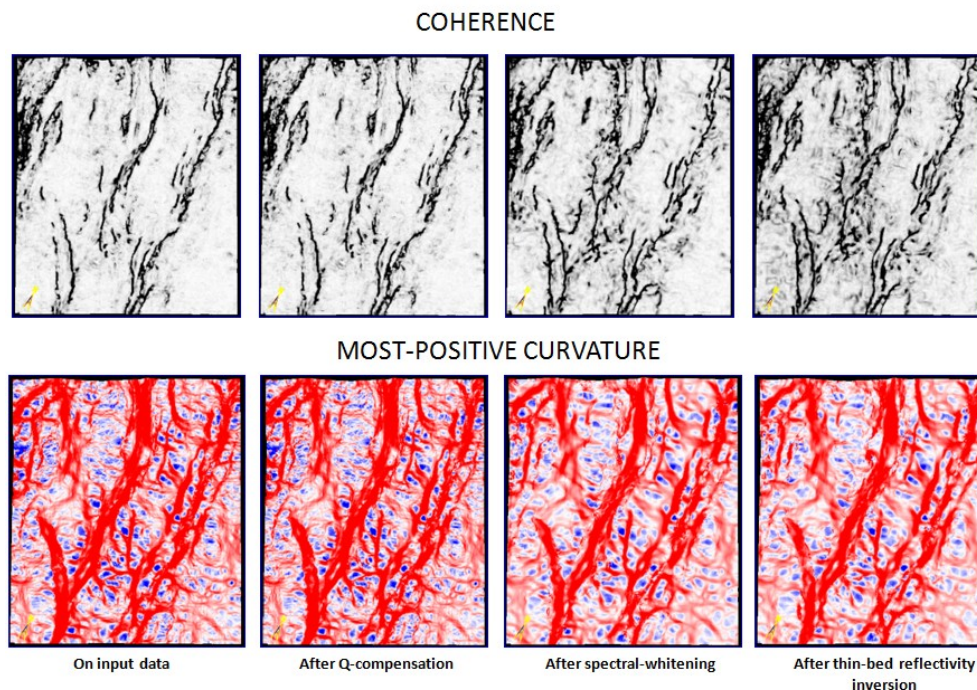 COHERENCE
MOST-POSITIVE CURVATURE
On input data
After Q-compensation
After spectral-whitening
After thin-bed reflectivity
inversion